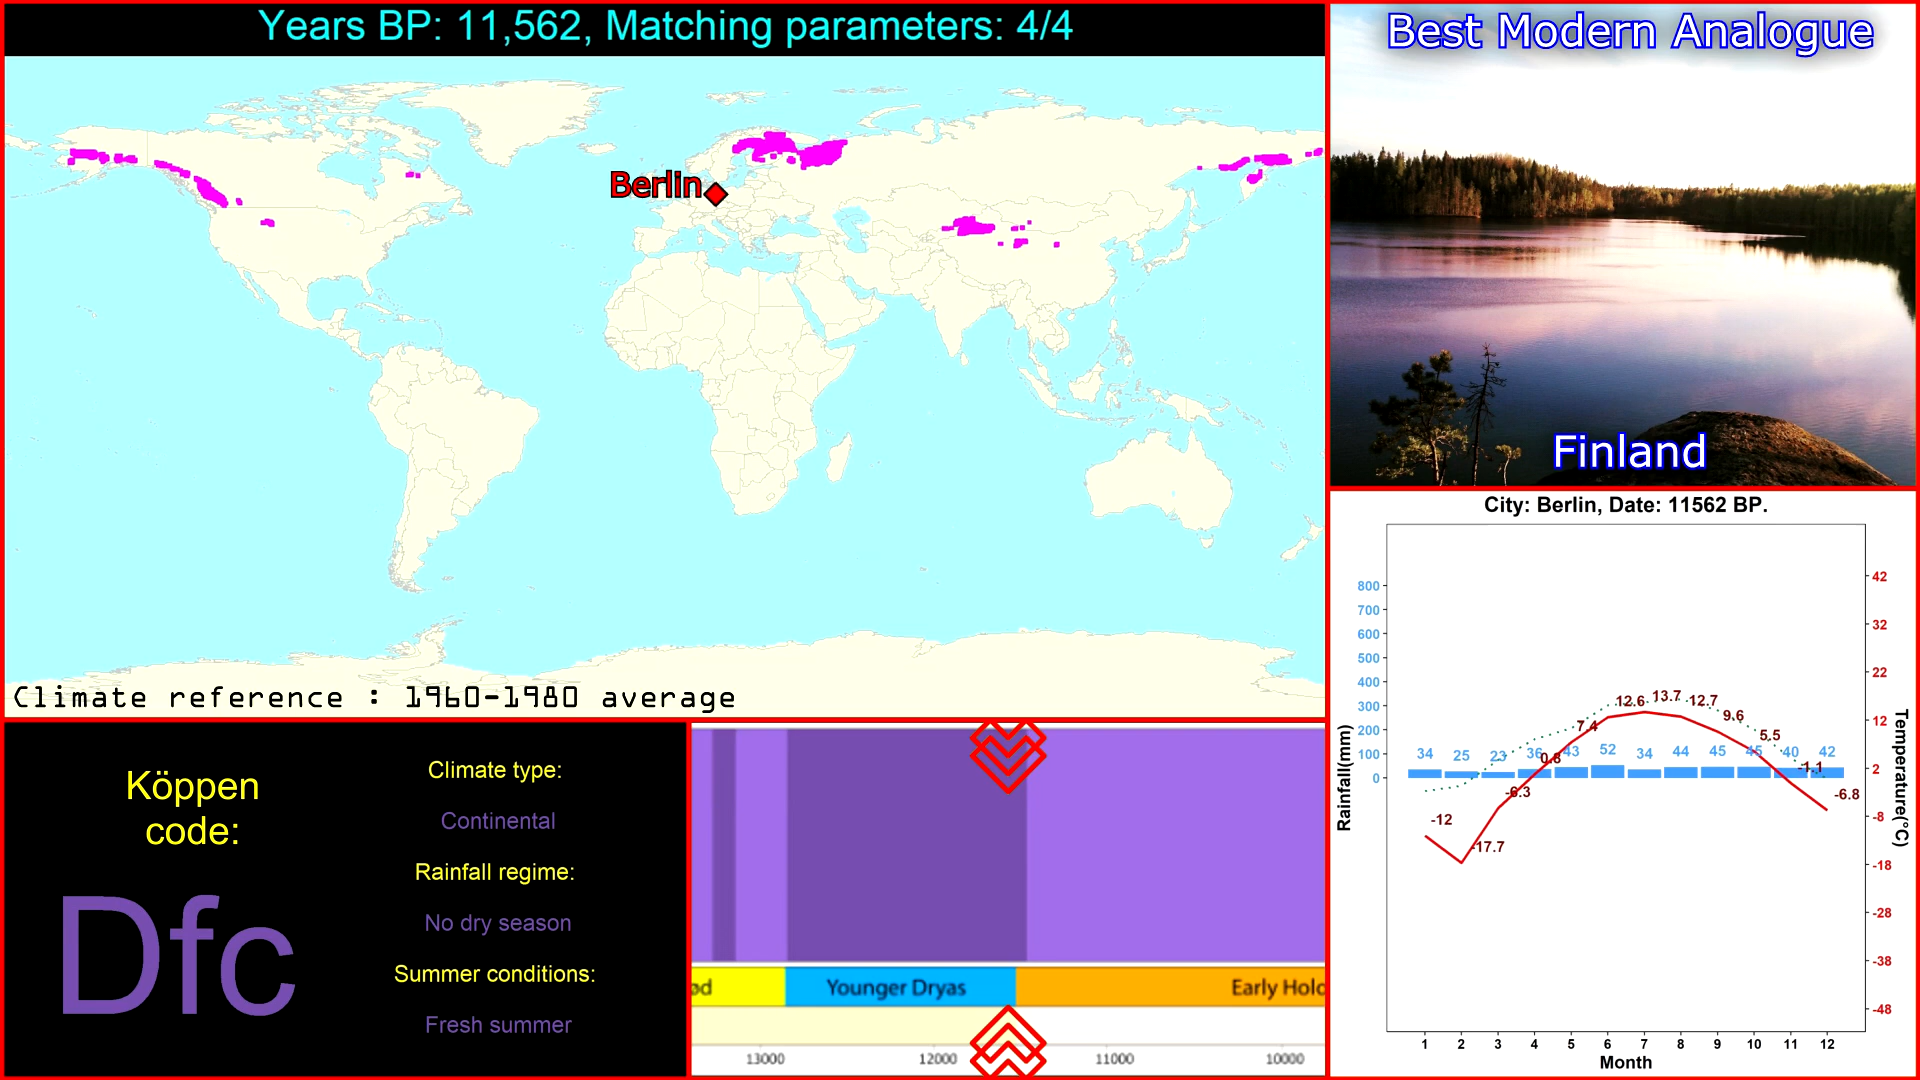 Years BP: 11,562, Matching parameters: 4/4
Berlin
Climate reference : 1960-1980 average
Best Modern Analogue
Finland
Köppen
code:
Dfc
Climate type:
Continental
Rainfall regime:
No dry season
Summer conditions:
Fresh summer
ød
Younger Dryas
Early Holo
13000
12000
11000
10000
City: Berlin, Date: 11562 BP.
Rainfall(mm)
800
700
600
500
400
300
200
100
0
34
25
23
36
43
52
34
44
45
45
40
42
-12
-17.7
-6.3
0.8
7.4
12.6
13.7
12.7
9.6
5.5
-1.1
-6.8
42
32
22
12
2
-8
-18
-28
-38
-48
Temperature(°C)
1 2 3 4 5 6 7 8 9 10 11 12
Month